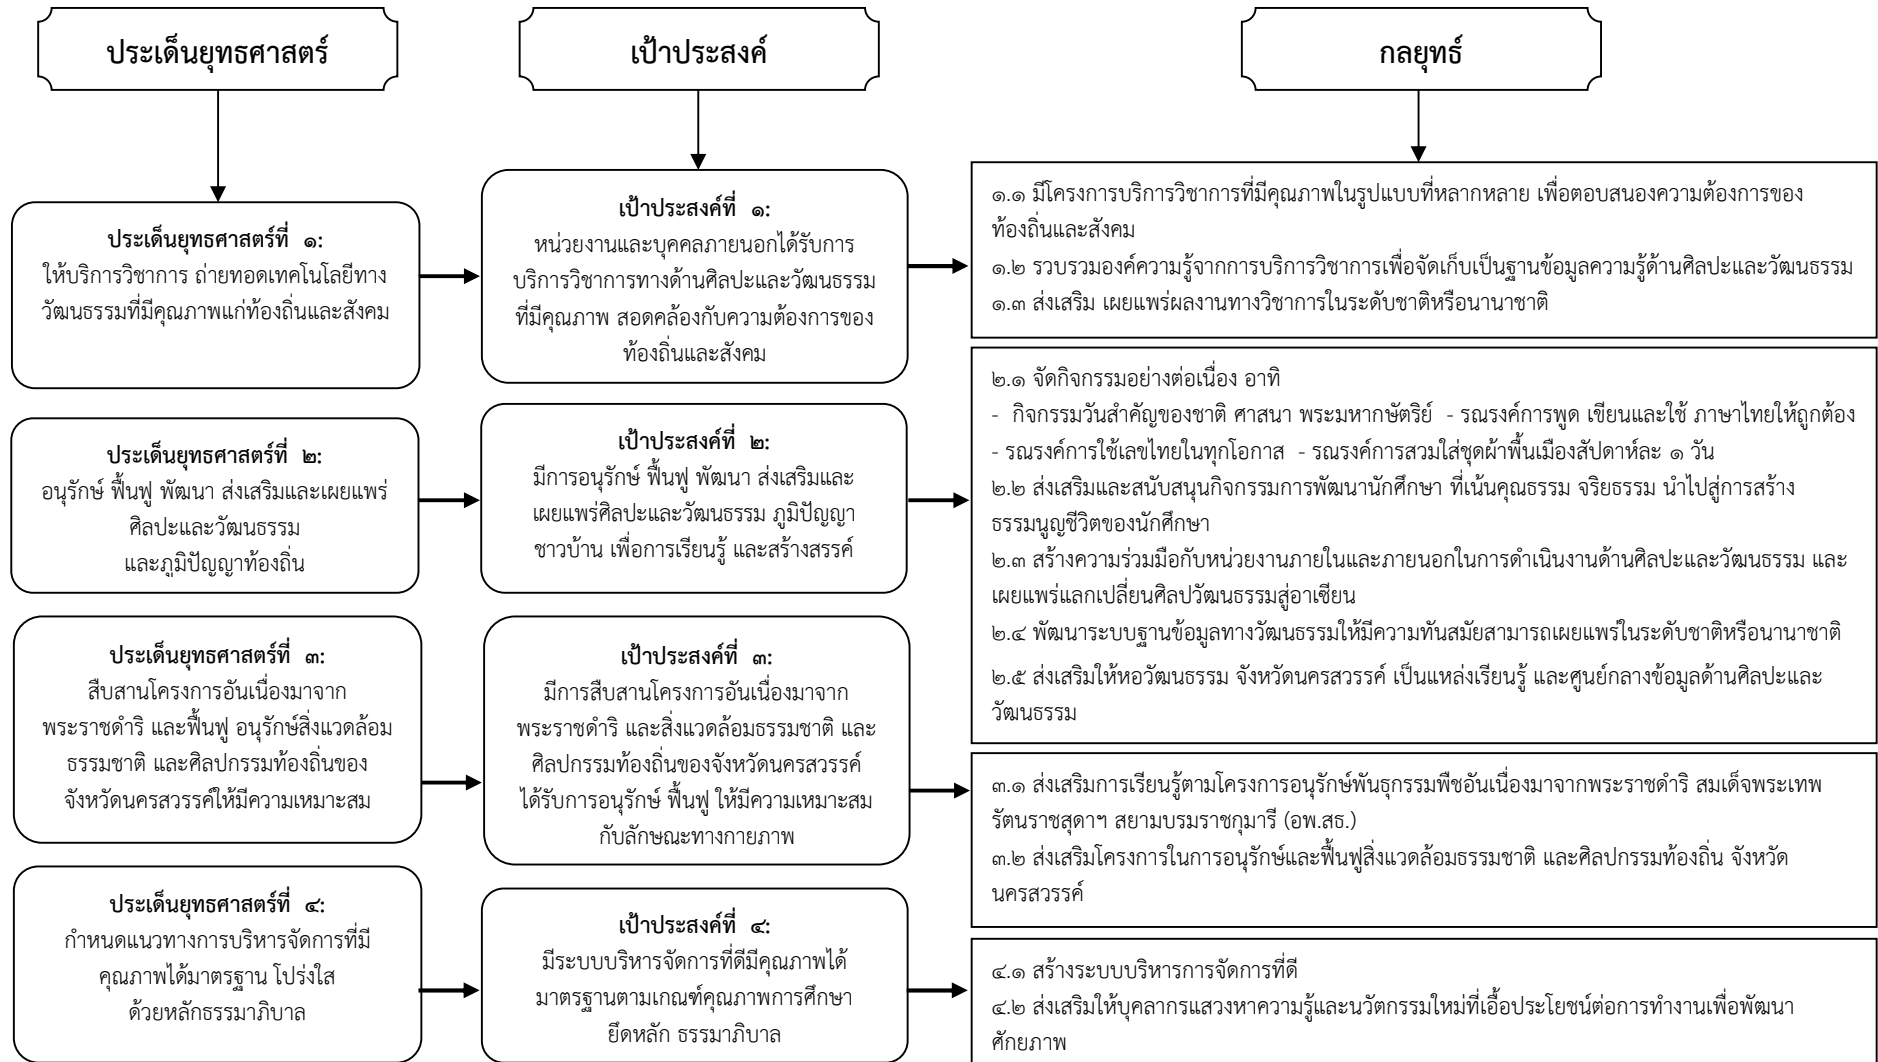 ประเด็นยุทธศาสตร์
เป้าประสงค์
กลยุทธ์
ประเด็นยุทธศาสตร์ที่ ๑:
ให้บริการวิชาการ ถ่ายทอดเทคโนโลยีทาง
วัฒนธรรมที่มีคุณภาพแก่ท้องถิ่นและสังคม
เป้าประสงค์ที่ ๑:
หน่วยงานและบุคคลภายนอกได้รับการ
บริการวิชาการทางด้านศิลปะและวัฒนธรรม
ที่มีคุณภาพ สอดคล้องกับความต้องการของ
ท้องถิ่นและสังคม
๑.๑ มีโครงการบริการวิชาการที่มีคุณภาพในรูปแบบที่หลากหลาย เพื่อตอบสนองความต้องการของ
ท้องถิ่นและสังคม
๑.๒ รวบรวมองค์ความรู้จากการบริการวิชาการเพื่อจัดเก็บเป็นฐานข้อมูลความรู้ด้านศิลปะและวัฒนธรรม
๑.๓ ส่งเสริม เผยแพร่ผลงานทางวิชาการในระดับชาติหรือนานาชาติ
ประเด็นยุทธศาสตร์ที่ ๒:
อนุรักษ์ ฟื้นฟู พัฒนา ส่งเสริมและเผยแพร่
ศิลปะและวัฒนธรรม
และภูมิปัญญาท้องถิ่น
เป้าประสงค์ที่ ๒:
มีการอนุรักษ์ ฟื้นฟู พัฒนา ส่งเสริมและ
เผยแพร่ศิลปะและวัฒนธรรม ภูมิปัญญา
ชาวบ้าน เพื่อการเรียนรู้ และสร้างสรรค์
๒.๑ จัดกิจกรรมอย่างต่อเนื่อง อาทิ
- กิจกรรมวันสำคัญของชาติ ศาสนา พระมหากษัตริย์ - รณรงค์การพูด เขียนและใช้ ภาษาไทยให้ถูกต้อง
- รณรงค์การใช้เลขไทยในทุกโอกาส - รณรงค์การสวมใส่ชุดผ้าพื้นเมืองสัปดาห์ละ ๑ วัน
๒.๒ ส่งเสริมและสนับสนุนกิจกรรมการพัฒนานักศึกษา ที่เน้นคุณธรรม จริยธรรม นำไปสู่การสร้าง
ธรรมนูญชีวิตของนักศึกษา
๒.๓ สร้างความร่วมมือกับหน่วยงานภายในและภายนอกในการดำเนินงานด้านศิลปะและวัฒนธรรม และ
เผยแพร่แลกเปลี่ยนศิลปวัฒนธรรมสู่อาเซียน
๒.๔ พัฒนาระบบฐานข้อมูลทางวัฒนธรรมให้มีความทันสมัยสามารถเผยแพร่ในระดับชาติหรือนานาชาติ
๒.๕ ส่งเสริมให้หอวัฒนธรรม จังหวัดนครสวรรค์ เป็นแหล่งเรียนรู้ และศูนย์กลางข้อมูลด้านศิลปะและ
วัฒนธรรม
ประเด็นยุทธศาสตร์ที่ ๓:
สืบสานโครงการอันเนื่องมาจาก
พระราชดำริ และฟื้นฟู อนุรักษ์สิ่งแวดล้อม
ธรรมชาติ และศิลปกรรมท้องถิ่นของ
จังหวัดนครสวรรค์ให้มีความเหมาะสม
เป้าประสงค์ที่ ๓:
มีการสืบสานโครงการอันเนื่องมาจาก
พระราชดำริ และสิ่งแวดล้อมธรรมชาติ และ
ศิลปกรรมท้องถิ่นของจังหวัดนครสวรรค์
ได้รับการอนุรักษ์ ฟื้นฟู ให้มีความเหมาะสม
กับลักษณะทางกายภาพ
๓.๑ ส่งเสริมการเรียนรู้ตามโครงการอนุรักษ์พันธุกรรมพืชอันเนื่องมาจากพระราชดำริ สมเด็จพระเทพ
รัตนราชสุดาฯ สยามบรมราชกุมารี (อพ.สธ.)
๓.๒ ส่งเสริมโครงการในการอนุรักษ์และฟื้นฟูสิ่งแวดล้อมธรรมชาติ และศิลปกรรมท้องถิ่น จังหวัด
นครสวรรค์
ประเด็นยุทธศาสตร์ที่ ๔:
กำหนดแนวทางการบริหารจัดการที่มี
คุณภาพได้มาตรฐาน โปร่งใส
ด้วยหลักธรรมาภิบาล
เป้าประสงค์ที่ ๔:
มีระบบบริหารจัดการที่ดีมีคุณภาพได้
มาตรฐานตามเกณฑ์คุณภาพการศึกษา
ยึดหลัก ธรรมาภิบาล
๔.๑ สร้างระบบบริหารการจัดการที่ดี
๔.๒ ส่งเสริมให้บุคลากรแสวงหาความรู้และนวัตกรรมใหม่ที่เอื้อประโยชน์ต่อการทำงานเพื่อพัฒนา
ศักยภาพ